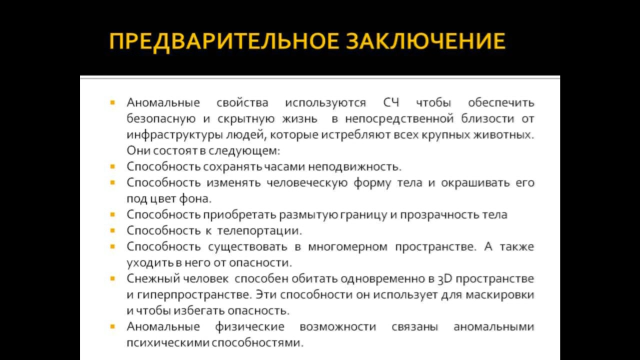 ПРЕДВАРИТЕЛЬНОЕ ЗАКЛЮЧЕНИЕ
Аномальные свойства используются СЧ чтобы обеспечить
безопасную и скрытную жизнь в непосредственной близости от
инфраструктуры людей, которые истребляют всех крупных животных.
Они состоят в следующем:
Способность сохранять часами неподвижность.
Способность изменять человеческую форму тела и окрашивать его
под цвет фона.
Способность приобретать размытую границу и прозрачность тела
Способность к телепортации.
Способность существовать в многомерном пространстве. А также
уходить в него от опасности.
Снежный человек способен обитать одновременно в 3D пространстве
и гиперпространстве. Эти способности он использует для маскировки
и чтобы избегать опасность.
Аномальные физические возможности связаны аномальными
психическими способностями.